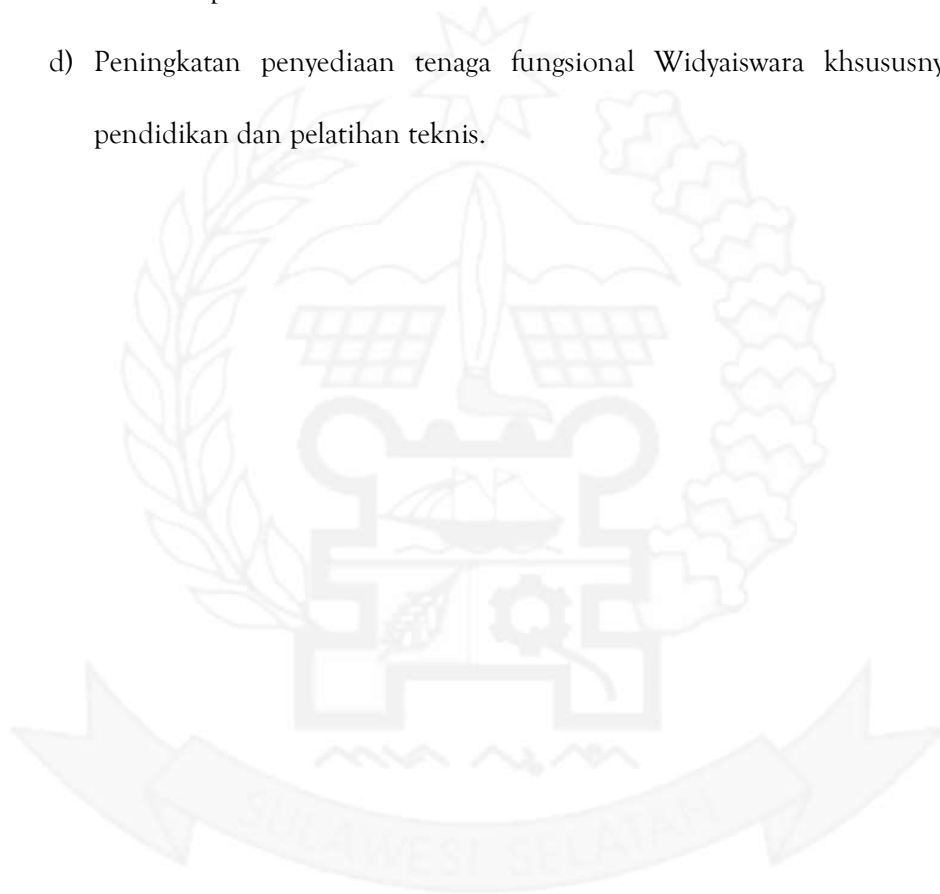 d) Peningkatan penyediaan tenaga fungsional Widyaiswara khsususny
pendidikan dan pelatihan teknis.
SULAWESI SELATAN